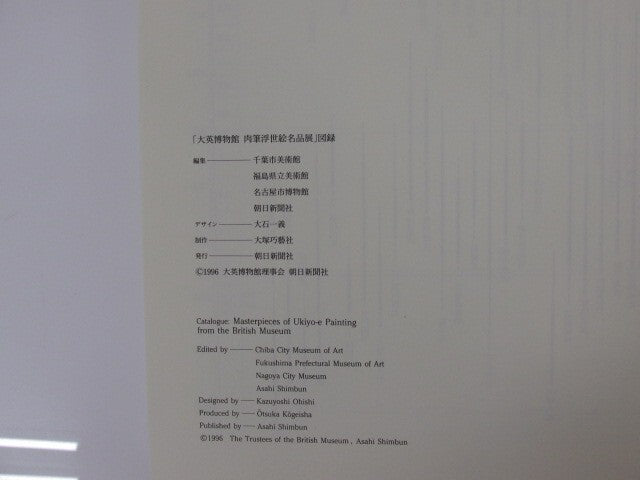 「大英博物館 肉筆浮世絵名品展」図録
編集———千葉市美術館
福島県立美術館
名古屋市博物館
朝日新聞社
デザイン———大石一義
制作———大塚巧藝社
発行———朝日新聞社
©1996 大英博物館理事会 朝日新聞社
Catalogue: Masterpieces of Ukiyo-e Painting
from the British Museum
Edited by——Chiba City Museum of Art
Fukushima Prefectural Museum of Art
Nagoya City Museum
Asahi Shimbun
Designed by——Kazuyoshi Ohishi
Produced by——Ōtsuka Kōgeisha
Published by——Asahi Shimbun
©1996 The Trustees of the British Museum, Asahi Shimbun